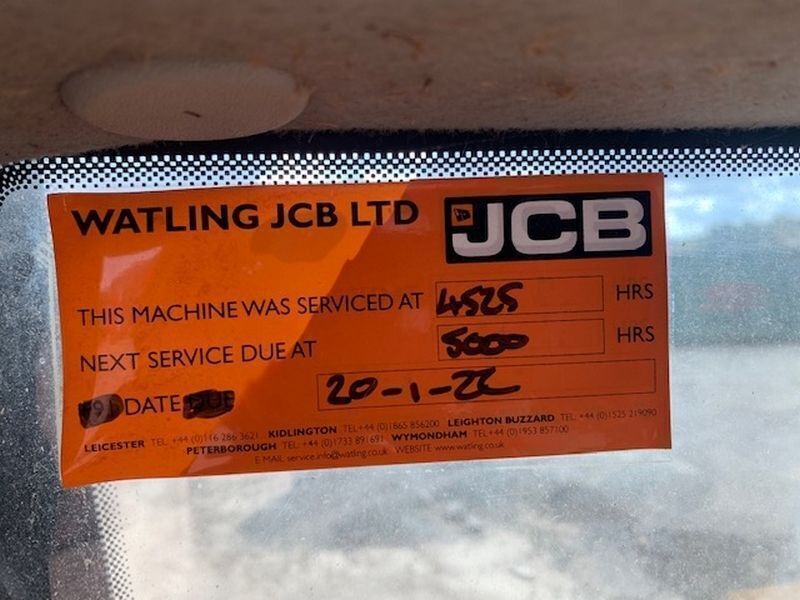 WATLING JCB LTD JCB
THIS MACHINE WAS SERVICED AT 4525 HRS
NEXT SERVICE DUE AT 5000 HRS
DATE DUE 20-1-22
LEICESTER TEL: +44 (0)116 286 3621 KIDLINGTON TEL+44 (0)1865 856200 LEIGHTON BUZZARD TEL: +44 (0)1525 219090
PETERBOROUGH TEL: +44 (0)1733 891691 WYMONDHAM TEL+44 (0)1953 857100
E-MAIL service.info@watling.co.uk WEBSITE www.watling.co.uk